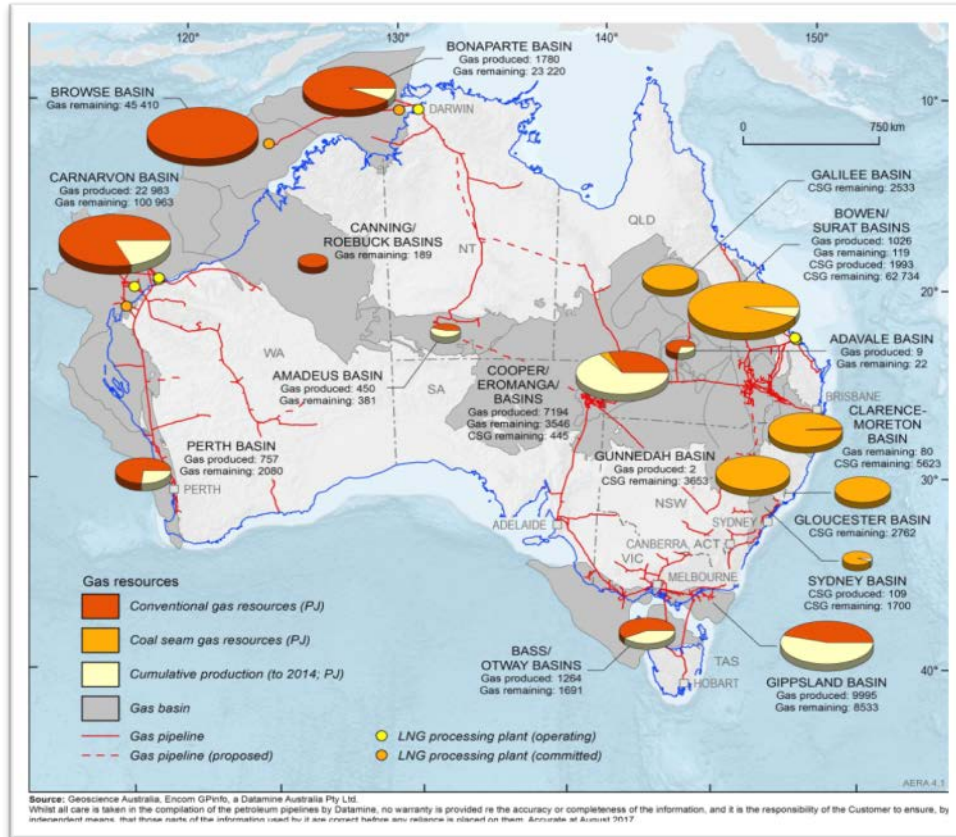 120°
130°
140°
150°
10°
20°
30°
40°
BONAPARTE BASIN
Gas produced: 1780
Gas remaining: 23 220
BROWSE BASIN
Gas remaining: 45 410
DARWIN
0
750 km
CARNARVON BASIN
Gas produced: 22 983
Gas remaining: 100 963
GALILEE BASIN
CSG remaining: 2533
CANNING/
ROEBUCK BASINS
Gas remaining: 189
NT
QLD
BOWEN/
SURAT BASINS
Gas produced: 1026
Gas remaining: 119
CSG produced: 1993
CSG remaining: 62 734
WA
SA
AMADEUS BASIN
Gas produced: 450
Gas remaining: 381
COOPER/
EROMANGA/
BASINS
Gas produced: 7194
Gas remaining: 3546
CSG remaining: 445
ADAVALE BASIN
Gas produced: 9
Gas remaining: 22
BRISBANE
CLARENCE-
MORETON
BASIN
Gas remaining: 80
CSG remaining: 5623
PERTH BASIN
Gas produced: 757
Gas remaining: 2080
PERTH
GUNNEDAH BASIN
Gas produced: 2
CSG remaining: 3653
NSW
ADELAIDE
SYDNEY
CANBERRA, ACT
VIC
MELBOURNE
GLOUCESTER BASIN
CSG remaining: 2762
SYDNEY BASIN
CSG produced: 109
CSG remaining: 1700
BASS/
OTWAY BASINS
Gas produced: 1264
Gas remaining: 1691
TAS
HOBART
GIPPSLAND BASIN
Gas produced: 9995
Gas remaining: 8533
Gas resources
Conventional gas resources (PJ)
Coal seam gas resources (PJ)
Cumulative production (to 2014; PJ)
Gas basin
Gas pipeline
Gas pipeline (proposed)
LNG processing plant (operating)
LNG processing plant (committed)
AERA 4.1
Source: Geoscience Australia, Encom GPinfo, a Datamine Australia Pty Ltd.
Whilst all care is taken in the compilation of the petroleum pipelines by Datamine, no warranty is provided re the accuracy or completeness of the information, and it is the responsibility of the Customer to ensure, by
independent means, that those parts of the information used by it are correct before any reliance is placed on them. Accurate at August 2017